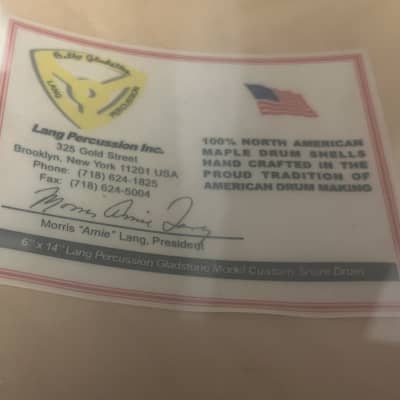 Billy Gladstone
LANG
PERCUSSION
Lang Percussion Inc.
325 Gold Street
Brooklyn, New York 11201 USA
Phone: (718) 624-1825
Fax: (718) 624-5004
Morris Arnie Lang
Morris "Arnie" Lang, President
100% NORTH AMERICAN
MAPLE DRUM SHELLS
HAND CRAFTED IN THE
PROUD TRADITION OF
AMERICAN DRUM MAKING
6" x 14" Lang Percussion Gladstone Model Custom Snare Drum